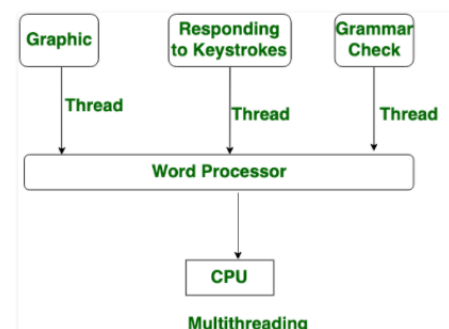 Graphic
Responding
to Keystrokes
Grammar
Check
Thread
Thread
Thread
Word Processor
CPU
Multithreading